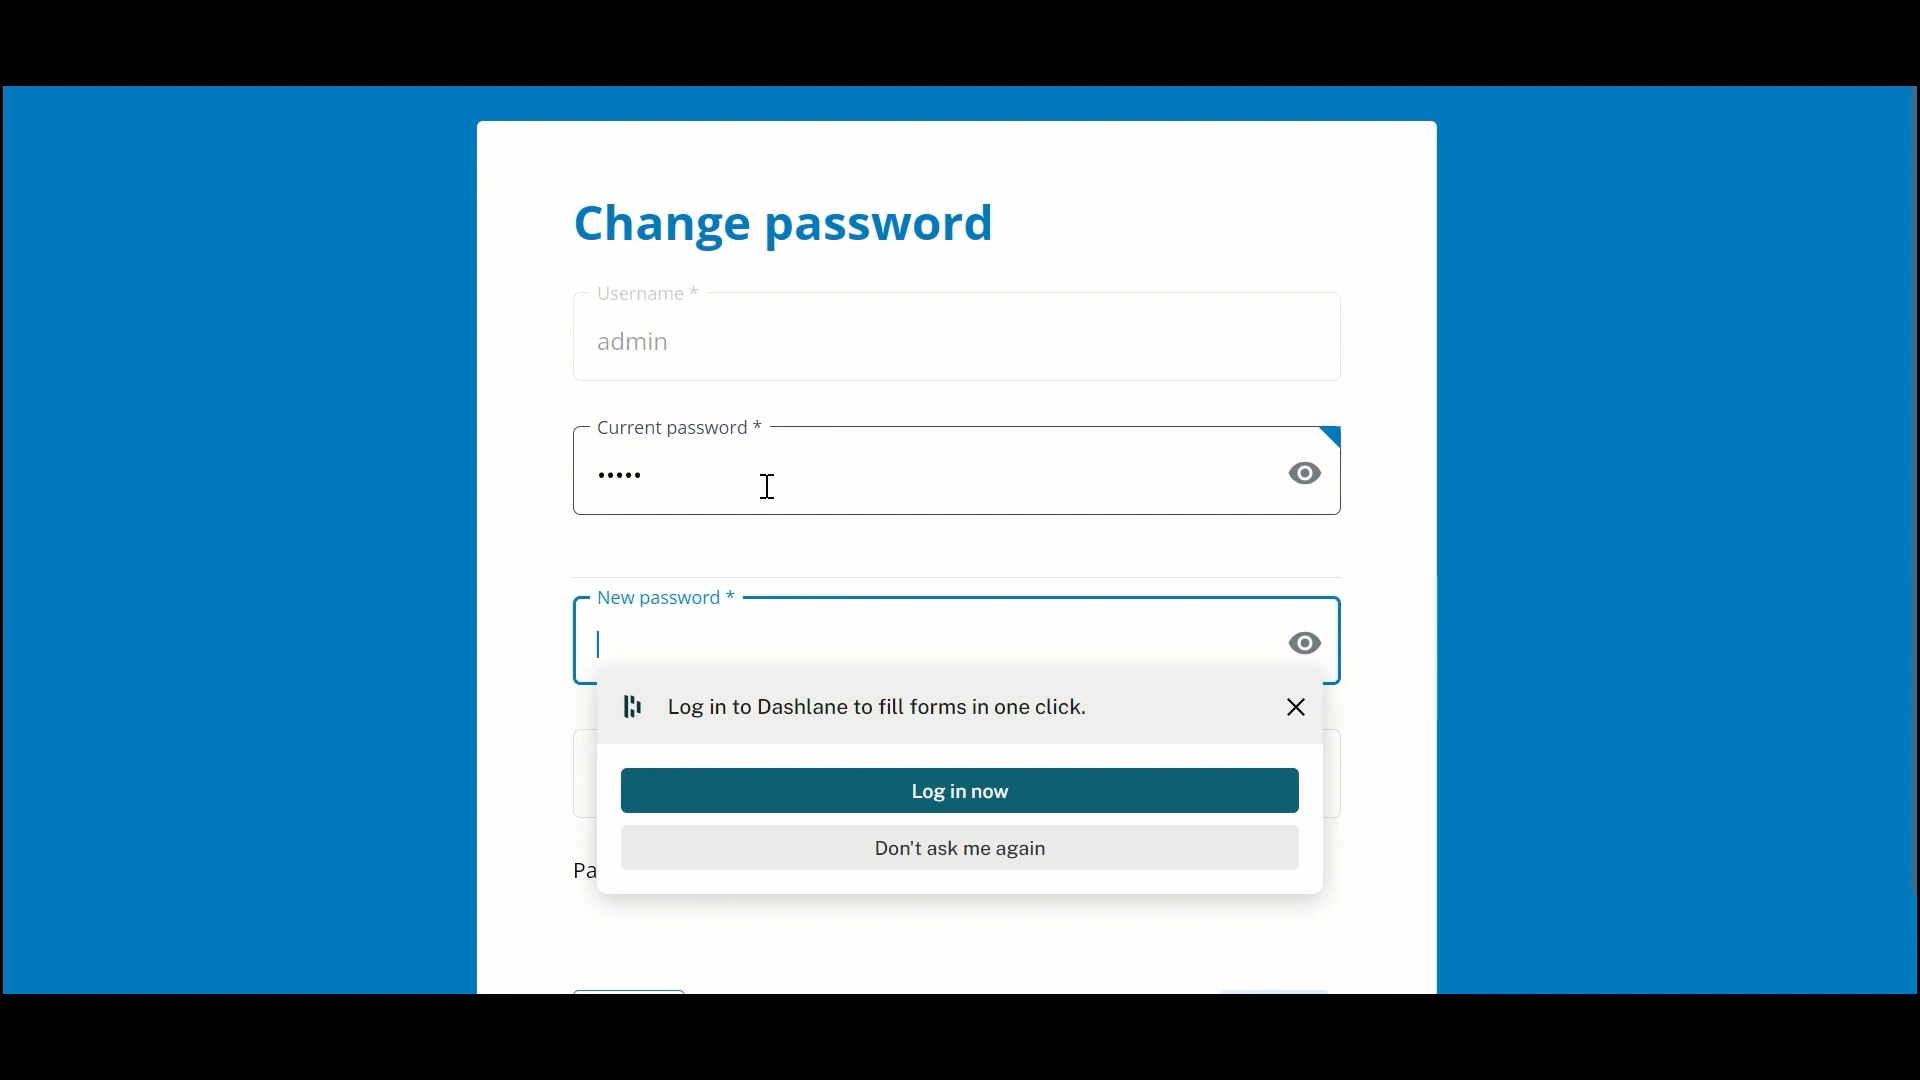 Change password
Username *
admin
Current password *
•••••
New password *
Log in to Dashlane to fill forms in one click.
Log in now
Don't ask me again
Pa